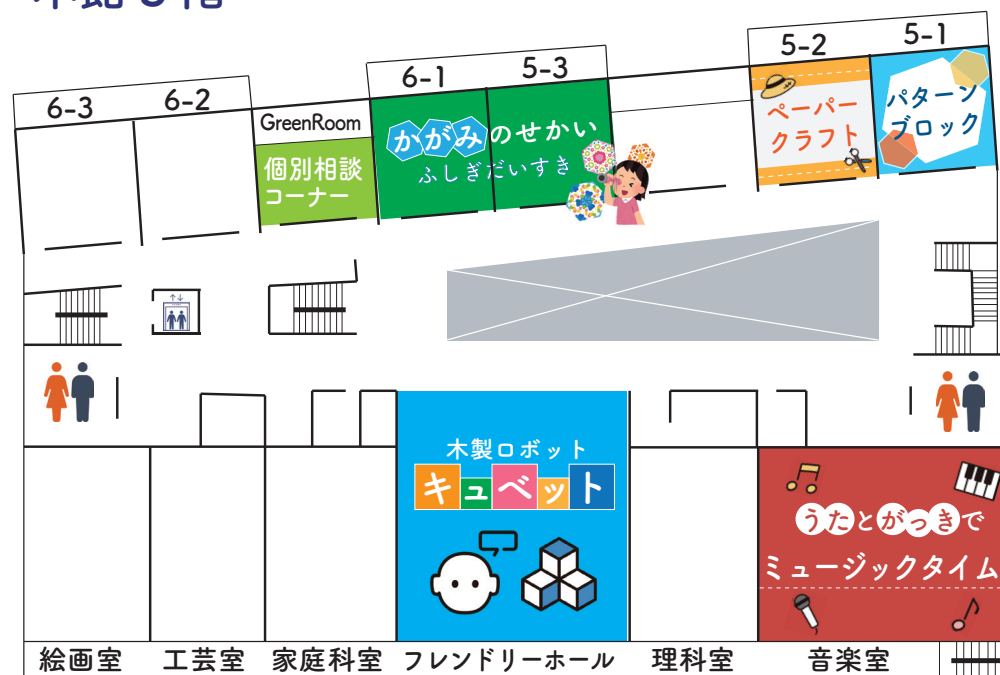 6-3
6-2
GreenRoom
個別相談
コーナー
6-1
5-3
かがみのせかい
ふしぎだいすき
5-2
ペーパー
クラフト
5-1
パターン
ブロック
木製ロボット
キュベット
うたとがっきで
ミュージックタイム
絵画室
工芸室
家庭科室
フレンドリーホール
理科室
音楽室